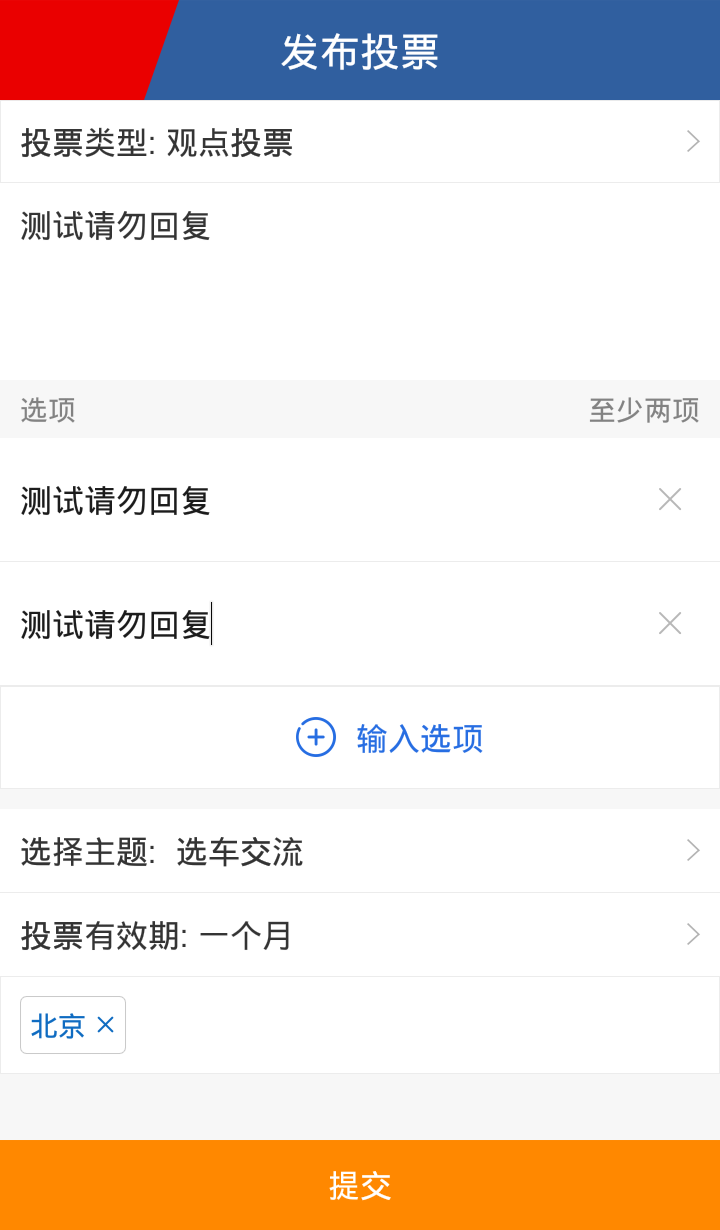 发布投票
投票类型: 观点投票
测试请勿回复
选项 至少两项
测试请勿回复
测试请勿回复
输入选项
选择主题: 选车交流
投票有效期: 一个月
北京
提交